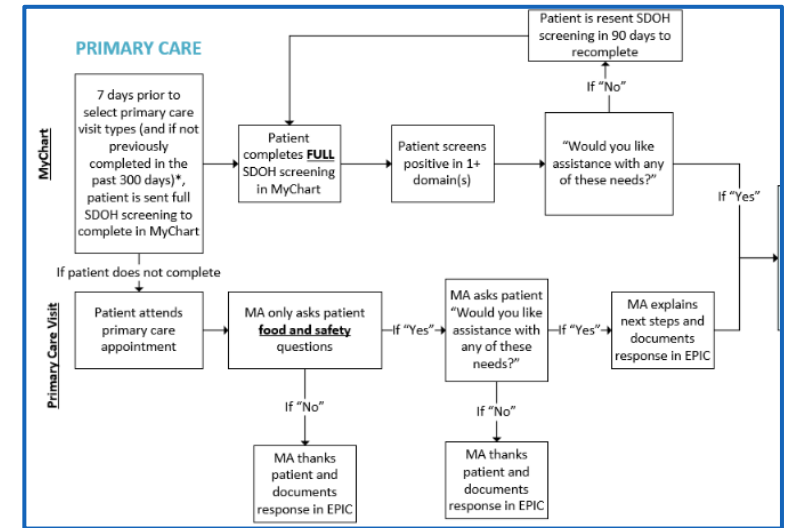 PRIMARY CARE
MyChart
7 days prior to
select primary care
visit types (and if not
previously
completed in the
past 300 days)*,
patient is sent full
SDOH screening to
complete in MyChart
Patient
completes FULL
SDOH screening
in MyChart
Patient screens
positive in 1+
domain(s)
“Would you like
assistance with any
of these needs?”
If “No”
Patient is resent SDOH
screening in 90 days to
recomplete
If “Yes”
If patient does not complete
Primary Care Visit
Patient attends
primary care
appointment
MA only asks patient
food and safety
questions
If “Yes”
MA asks patient
“Would you like
assistance with
any of these
needs?”
If “Yes”
MA explains
next steps and
documents
response in EPIC
If “No”
MA thanks
patient and
documents
response in EPIC
If “No”
MA thanks
patient and
documents
response in EPIC